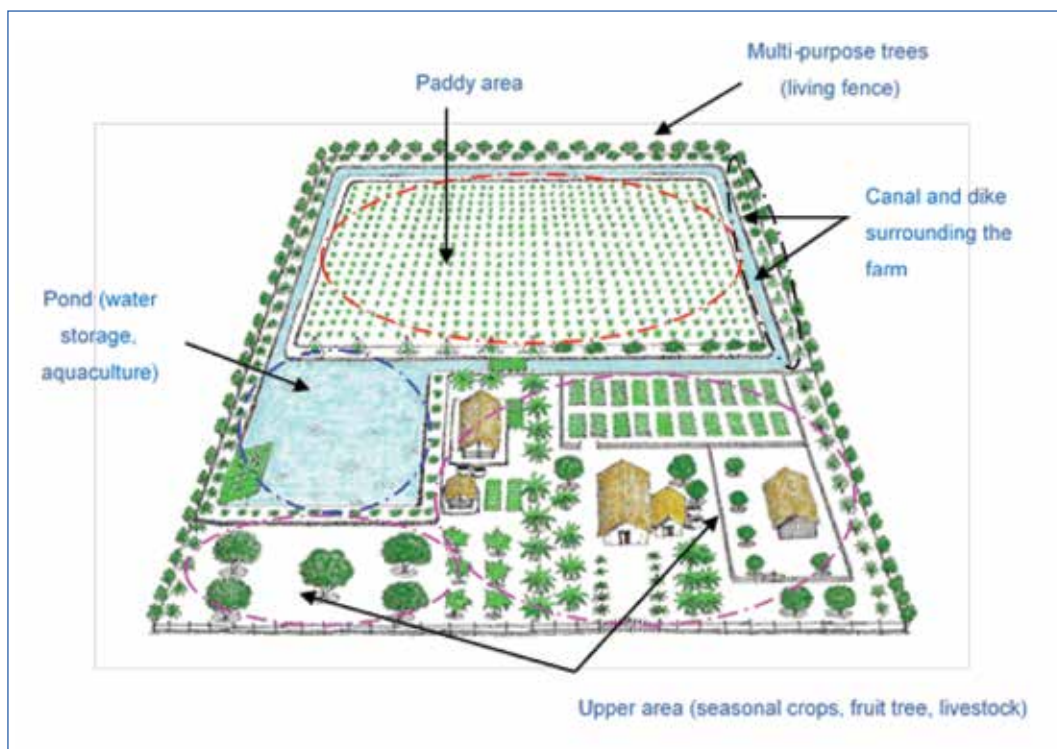 Multi-purpose trees
(living fence)
Paddy area
Canal and dike
surrounding the
farm
Pond (water
storage,
aquaculture)
Upper area (seasonal crops, fruit tree, livestock)